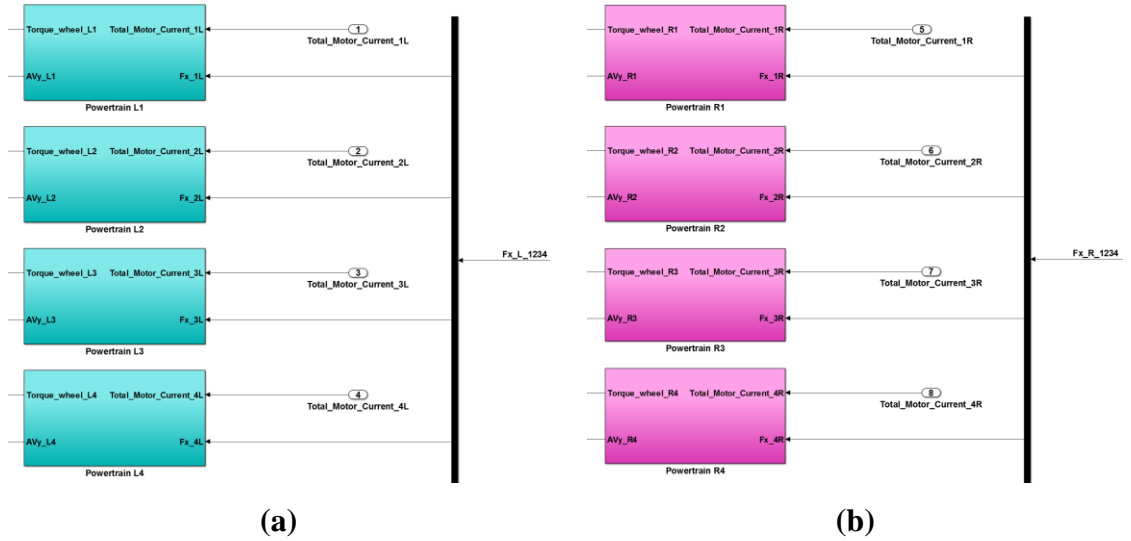 Torque_wheel_L1 Total_Motor_Current_1L
1
Total_Motor_Current_1L
AVy_L1 Fx_1L
Powertrain L1
Torque_wheel_L2 Total_Motor_Current_2L
2
Total_Motor_Current_2L
AVy_L2 Fx_2L
Powertrain L2
Fx_L_1234
Torque_wheel_L3 Total_Motor_Current_3L
3
Total_Motor_Current_3L
AVy_L3 Fx_3L
Powertrain L3
Torque_wheel_L4 Total_Motor_Current_4L
4
Total_Motor_Current_4L
AVy_L4 Fx_4L
Powertrain L4
(a)
Torque_wheel_R1 Total_Motor_Current_1R
5
Total_Motor_Current_1R
AVy_R1 Fx_1R
Powertrain R1
Torque_wheel_R2 Total_Motor_Current_2R
6
Total_Motor_Current_2R
AVy_R2 Fx_2R
Powertrain R2
Fx_R_1234
Torque_wheel_R3 Total_Motor_Current_3R
7
Total_Motor_Current_3R
AVy_R3 Fx_3R
Powertrain R3
Torque_wheel_R4 Total_Motor_Current_4R
8
Total_Motor_Current_4R
AVy_R4 Fx_4R
Powertrain R4
(b)